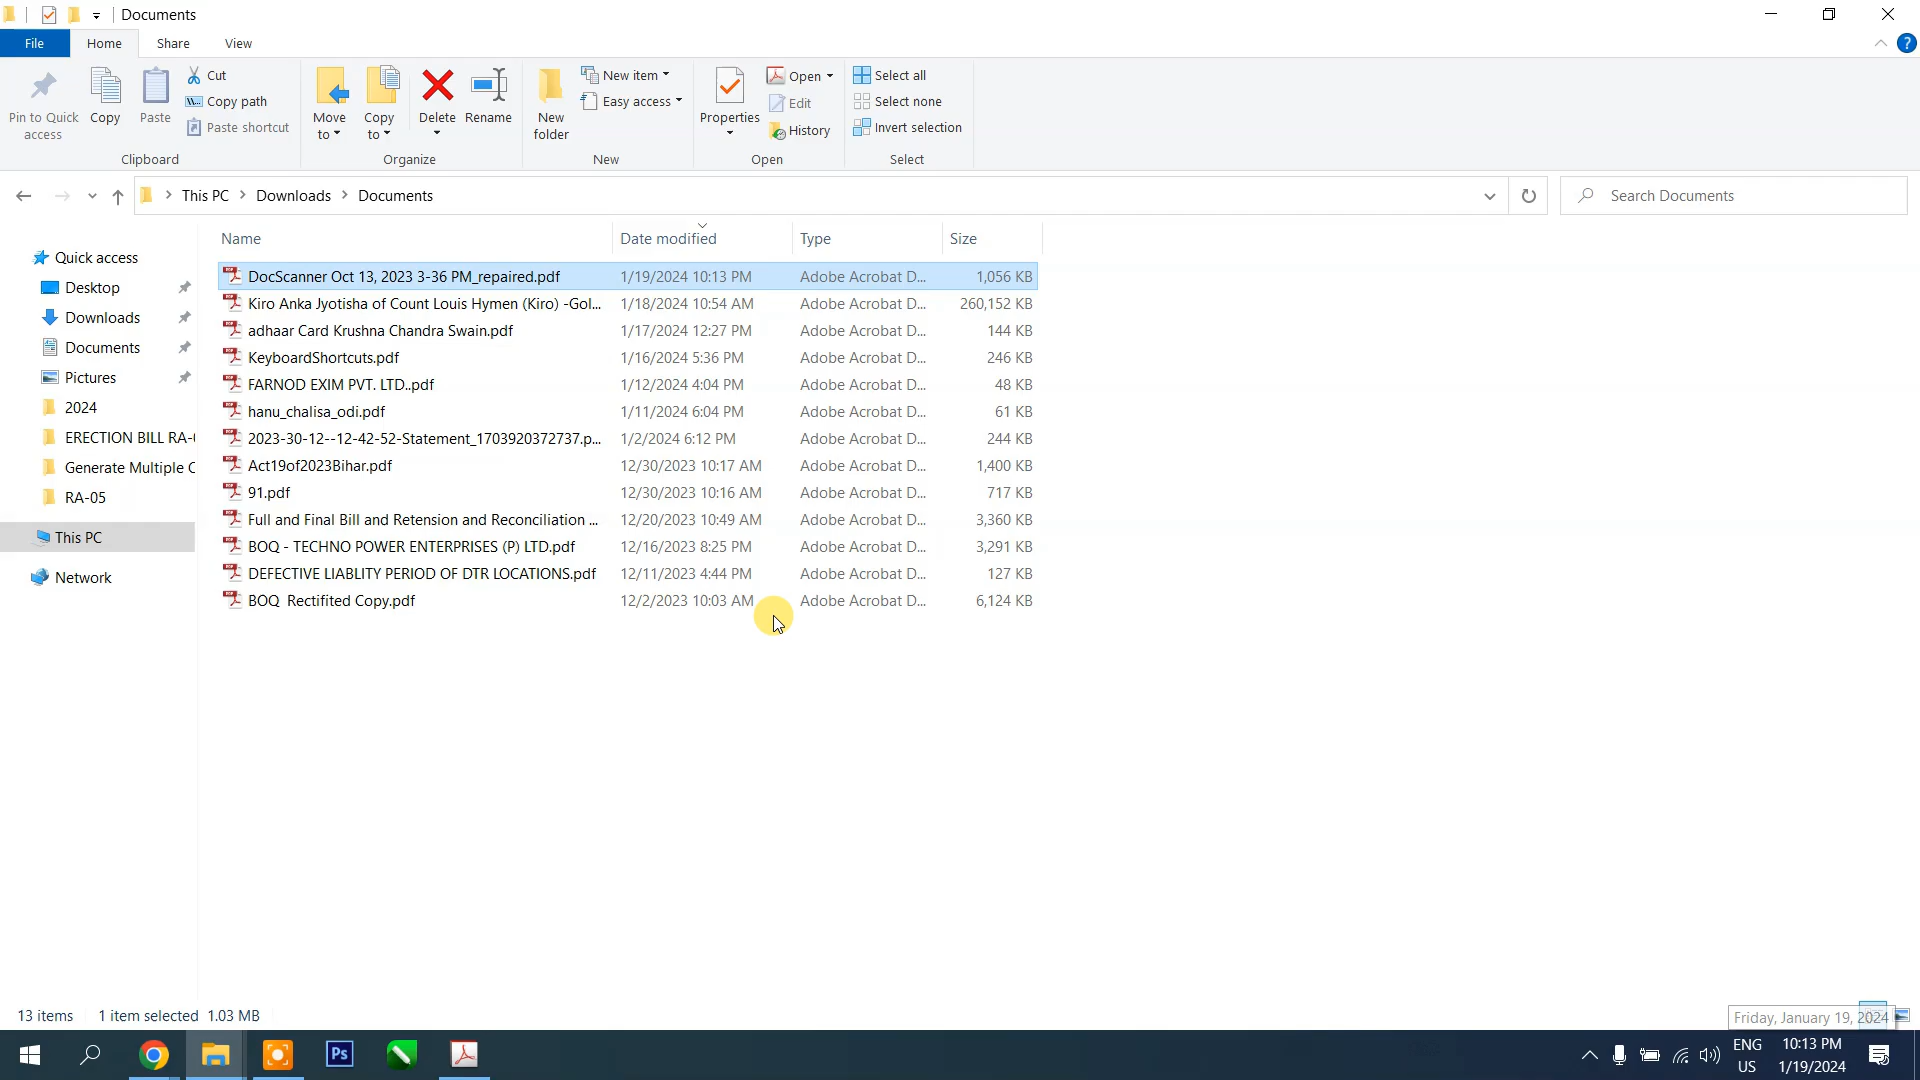 Documents
File
Home
Share
View
Pin to Quick
access
Copy
Paste
Cut
Copy path
Paste shortcut
Clipboard
Move
to
Copy
to
Delete
Rename
Organize
New
folder
New item
Easy access
New
Properties
Open
Edit
History
Open
Select all
Select none
Invert selection
Select
This PC > Downloads > Documents
Search Documents
Quick access
Desktop
Downloads
Documents
Pictures
2024
ERECTION BILL RA-
Generate Multiple C
RA-05
This PC
Network
Name Date modified Type Size
DocScanner Oct 13, 2023 3-36 PM_repaired.pdf 1/19/2024 10:13 PM Adobe Acrobat D... 1,056 KB
Kiro Anka Jyotisha of Count Louis Hymen (Kiro) -Gol... 1/18/2024 10:54 AM Adobe Acrobat D... 260,152 KB
adhaar Card Krushna Chandra Swain.pdf 1/17/2024 12:27 PM Adobe Acrobat D... 144 KB
KeyboardShortcuts.pdf 1/16/2024 5:36 PM Adobe Acrobat D... 246 KB
FARNOD EXIM PVT. LTD..pdf 1/12/2024 4:04 PM Adobe Acrobat D... 48 KB
hanu_chalisa_odi.pdf 1/11/2024 6:04 PM Adobe Acrobat D... 61 KB
2023-30-12--12-42-52-Statement_1703920372737.p... 1/2/2024 6:12 PM Adobe Acrobat D... 244 KB
Act19of2023Bihar.pdf 12/30/2023 10:17 AM Adobe Acrobat D... 1,400 KB
91.pdf 12/30/2023 10:16 AM Adobe Acrobat D... 717 KB
Full and Final Bill and Retension and Reconciliation ... 12/20/2023 10:49 AM Adobe Acrobat D... 3,360 KB
BOQ - TECHNO POWER ENTERPRISES (P) LTD.pdf 12/16/2023 8:25 PM Adobe Acrobat D... 3,291 KB
DEFECTIVE LIABLITY PERIOD OF DTR LOCATIONS.pdf 12/11/2023 4:44 PM Adobe Acrobat D... 127 KB
BOQ Rectifited Copy.pdf 12/2/2023 10:03 AM Adobe Acrobat D... 6,124 KB
13 items 1 item selected 1.03 MB
Friday, January 19, 2024
Ps
ENG
US
10:13 PM
1/19/2024